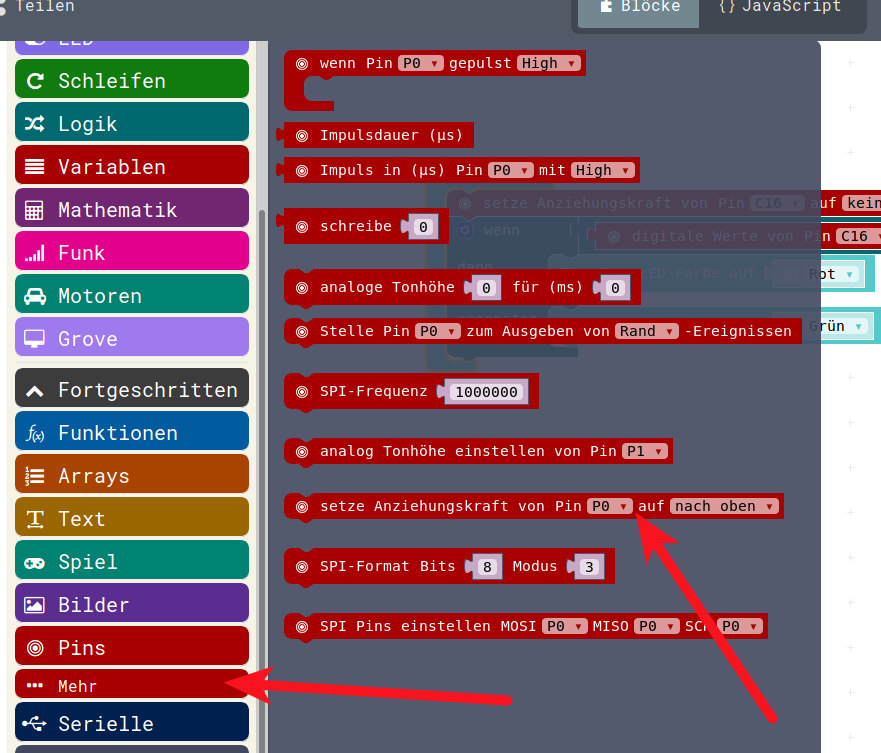 Teilen
Blöcke
{} JavaScript
LED
Schleifen
Logik
Variablen
Mathematik
Funk
Motoren
Grove
Fortgeschritten
Funktionen
Arrays
Text
Spiel
Bilder
Pins
Mehr
Serielle
wenn Pin P0 gepulst High
Impulsdauer (µs)
Impuls in (µs) Pin P0 mit High
setze Anziehungskraft von Pin C16 auf kein
schreibe 0
wenn
digitale Werte von Pin C16
dann
LED Farbe auf Rot
analoge Tonhöhe 0 für (ms) 0
Grün
Stelle Pin P0 zum Ausgeben von Rand -Ereignissen
SPI-Frequenz 1000000
analog Tonhöhe einstellen von Pin P1
setze Anziehungskraft von Pin P0 auf nach oben
SPI-Format Bits 8 Modus 3
SPI Pins einstellen MOSI P0 MISO P0 SCK P0